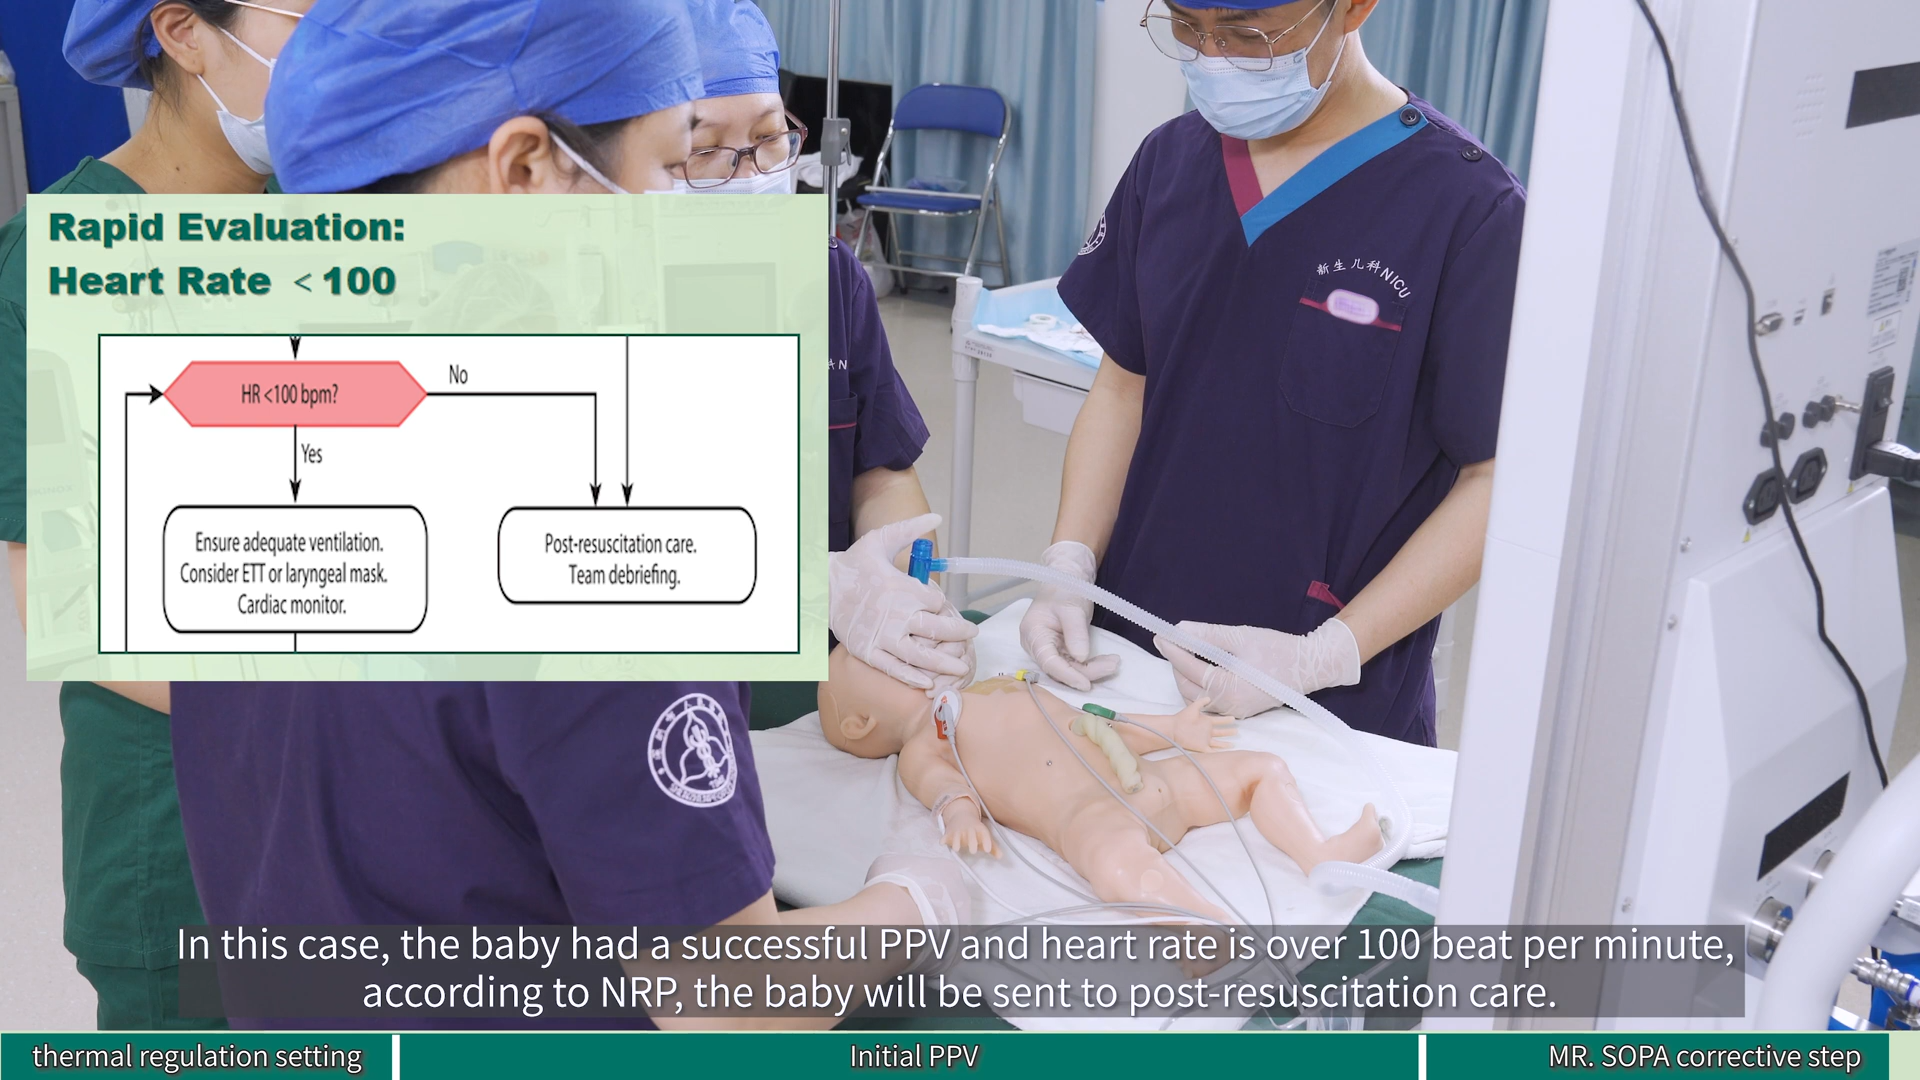 Rapid Evaluation:
Heart Rate < 100
HR <100 bpm?
No
Yes
Ensure adequate ventilation.
Consider ETT or laryngeal mask.
Cardiac monitor.
Post-resuscitation care.
Team debriefing.
新生儿科NICU
In this case, the baby had a successful PPV and heart rate is over 100 beat per minute,
according to NRP, the baby will be sent to post-resuscitation care.
thermal regulation setting
Initial PPV
MR. SOPA corrective step